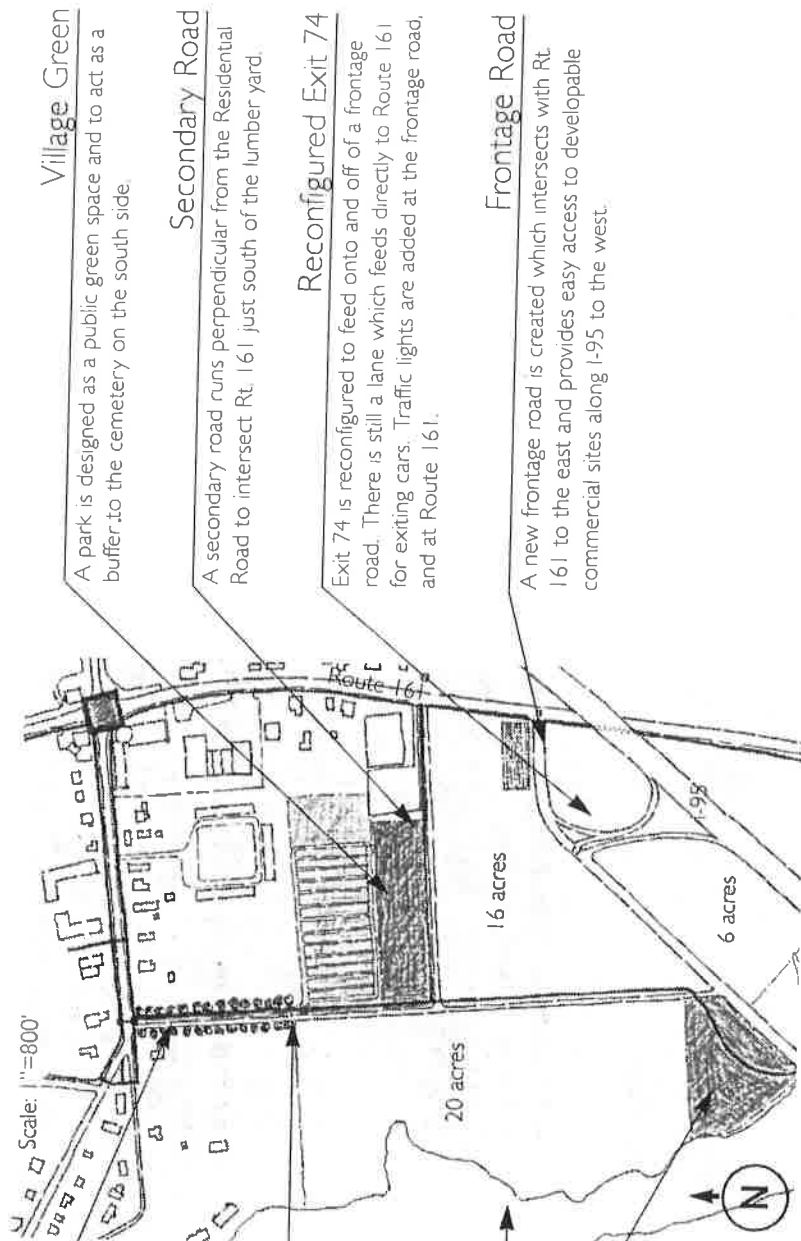 Scale: 1"=800'
Route 161
16 acres
20 acres
6 acres
I-95
N
Village Green
A park is designed as a public green space and to act as a
buffer to the cemetery on the south side.
Secondary Road
A secondary road runs perpendicular from the Residential
Road to intersect Rt. 161 just south of the lumber yard.
Reconfigured Exit 74
Exit 74 is reconfigured to feed onto and off of a frontage
road. There is still a lane which feeds directly to Route 161
for exiting cars. Traffic lights are added at the frontage road,
and at Route 161.
Frontage Road
A new frontage road is created which intersects with Rt.
161 to the east and provides easy access to developable
commercial sites along I-95 to the west.